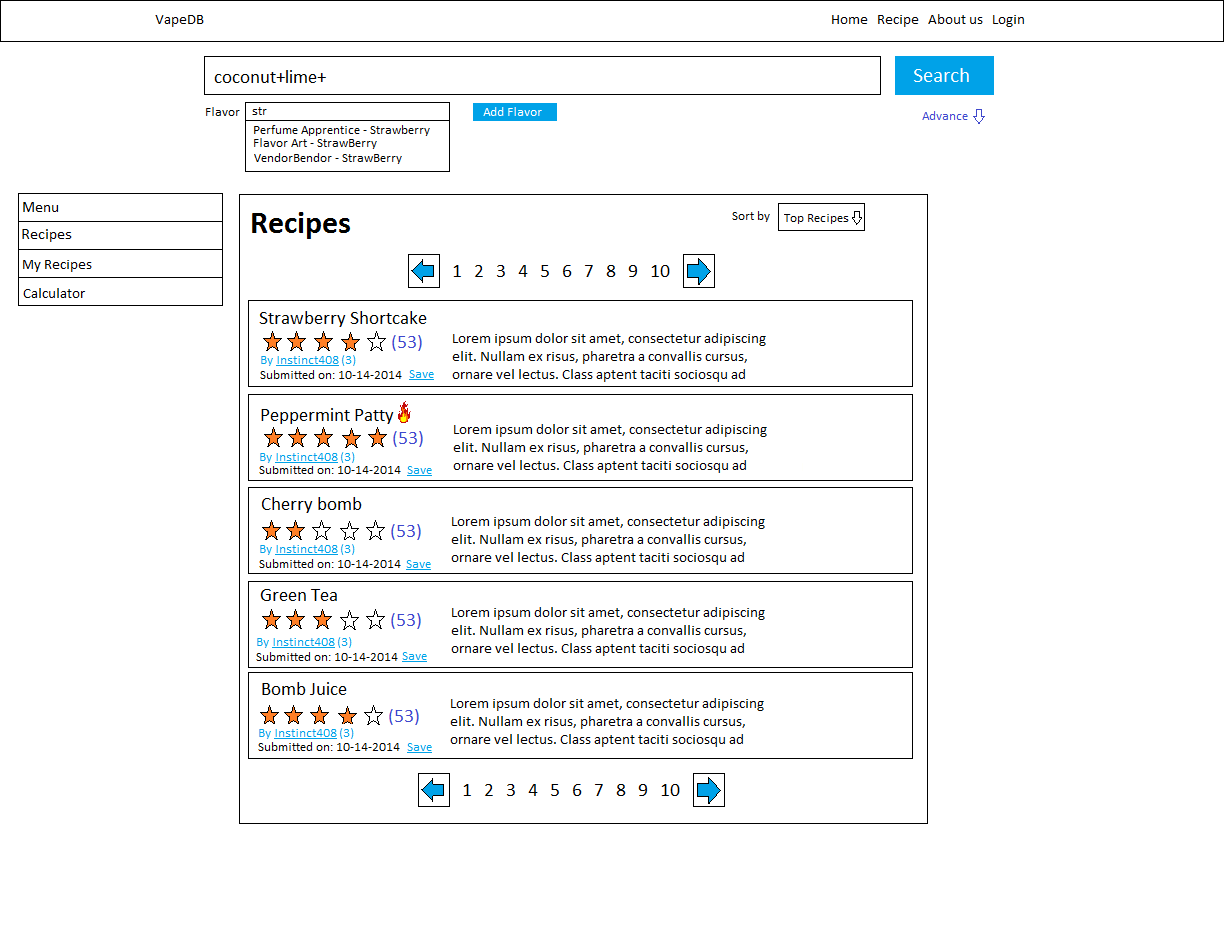 VapeDB
Home Recipe About us Login
coconut+lime+
Search
Flavor
str
Add Flavor
Advance
Perfume Apprentice - Strawberry
Flavor Art - StrawBerry
VendorBendor - StrawBerry
Menu
Recipes
My Recipes
Calculator
Recipes
Sort by
Top Recipes
1 2 3 4 5 6 7 8 9 10
Strawberry Shortcake
(53)
By Instinct408 (3)
Submitted on: 10-14-2014 Save
Lorem ipsum dolor sit amet, consectetur adipiscing
elit. Nullam ex risus, pharetra a convallis cursus,
ornare vel lectus. Class aptent taciti sociosqu ad
Peppermint Patty
(53)
By Instinct408 (3)
Submitted on: 10-14-2014 Save
Lorem ipsum dolor sit amet, consectetur adipiscing
elit. Nullam ex risus, pharetra a convallis cursus,
ornare vel lectus. Class aptent taciti sociosqu ad
Cherry bomb
(53)
By Instinct408 (3)
Submitted on: 10-14-2014 Save
Lorem ipsum dolor sit amet, consectetur adipiscing
elit. Nullam ex risus, pharetra a convallis cursus,
ornare vel lectus. Class aptent taciti sociosqu ad
Green Tea
(53)
By Instinct408 (3)
Submitted on: 10-14-2014 Save
Lorem ipsum dolor sit amet, consectetur adipiscing
elit. Nullam ex risus, pharetra a convallis cursus,
ornare vel lectus. Class aptent taciti sociosqu ad
Bomb Juice
(53)
By Instinct408 (3)
Submitted on: 10-14-2014 Save
Lorem ipsum dolor sit amet, consectetur adipiscing
elit. Nullam ex risus, pharetra a convallis cursus,
ornare vel lectus. Class aptent taciti sociosqu ad
1 2 3 4 5 6 7 8 9 10